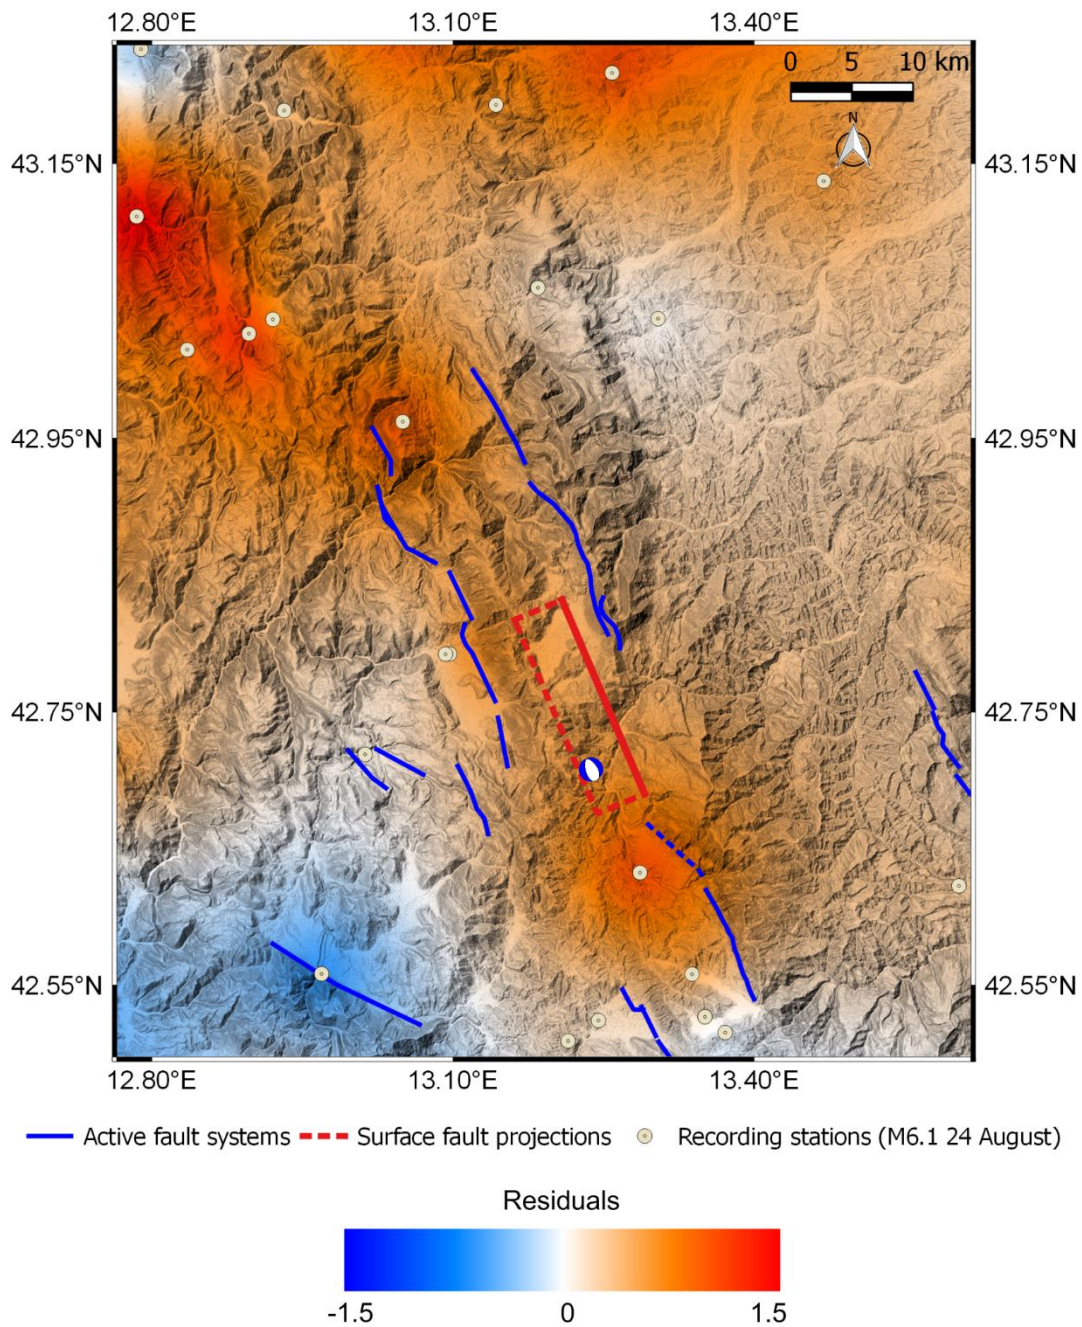 12.80°E 13.10°E 13.40°E
0 5 10 km
N
43.15°N 43.15°N
42.95°N 42.95°N
42.75°N 42.75°N
42.55°N 42.55°N
12.80°E 13.10°E 13.40°E
Active fault systems Surface fault projections Recording stations (M6.1 24 August)
Residuals
-1.5 0 1.5